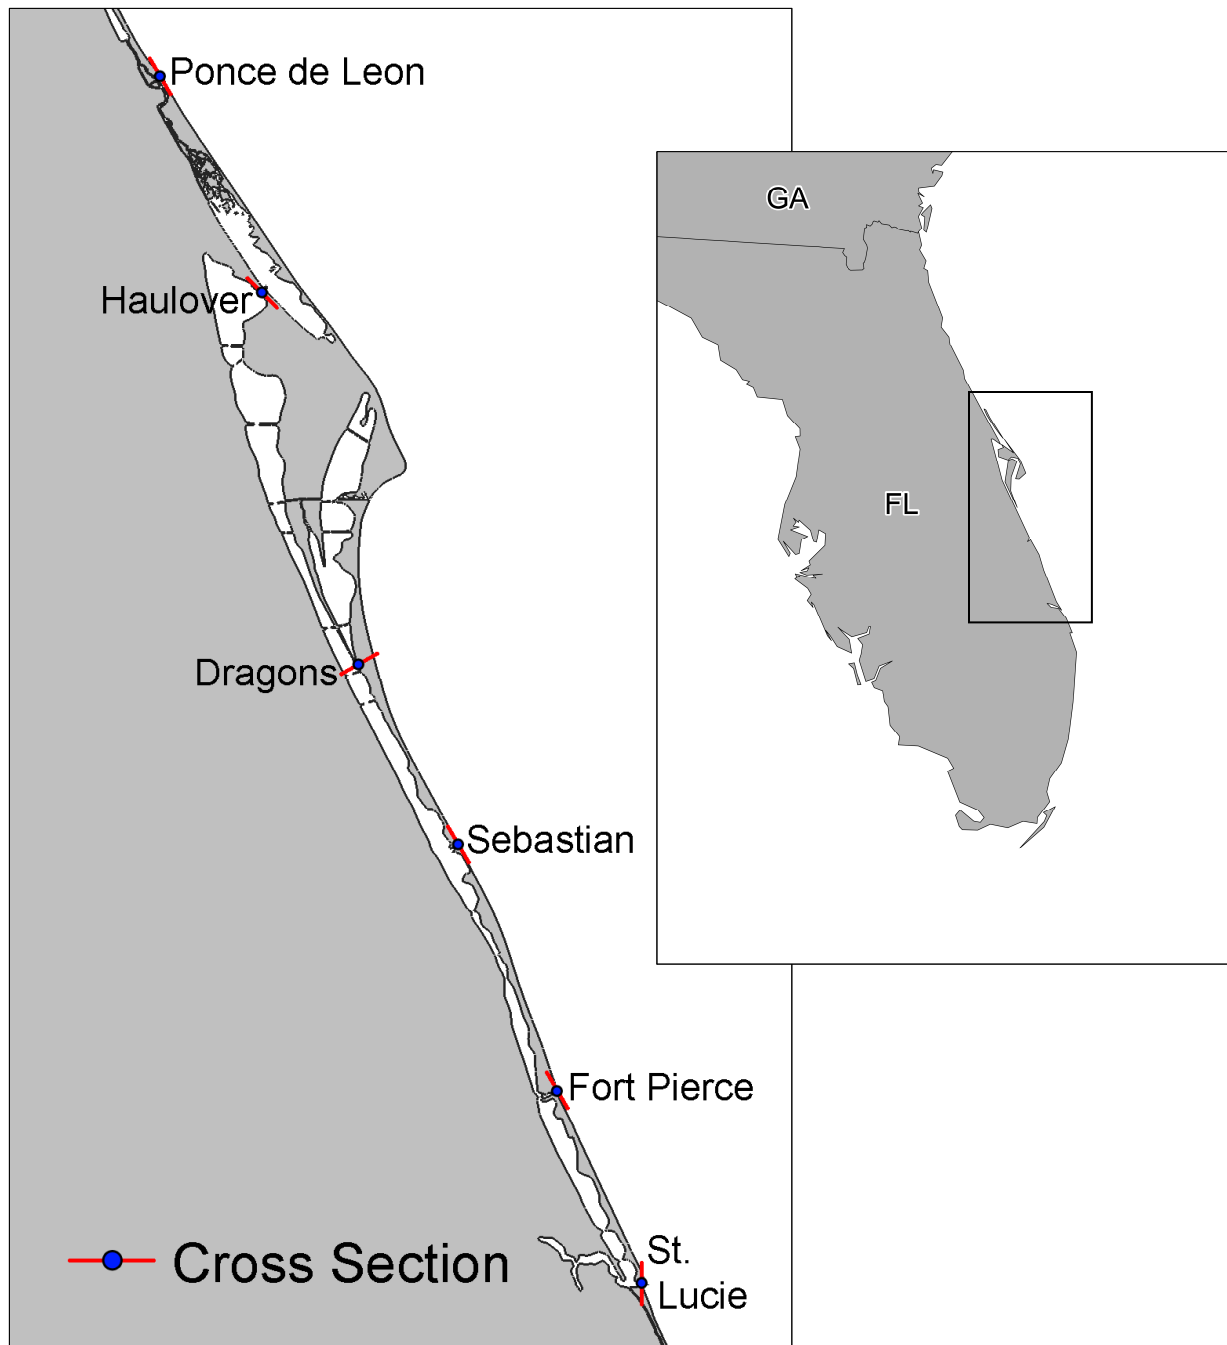 Ponce de Leon
GA
Haulover
FL
Dragons
Sebastian
Fort Pierce
St.
Lucie
Cross Section